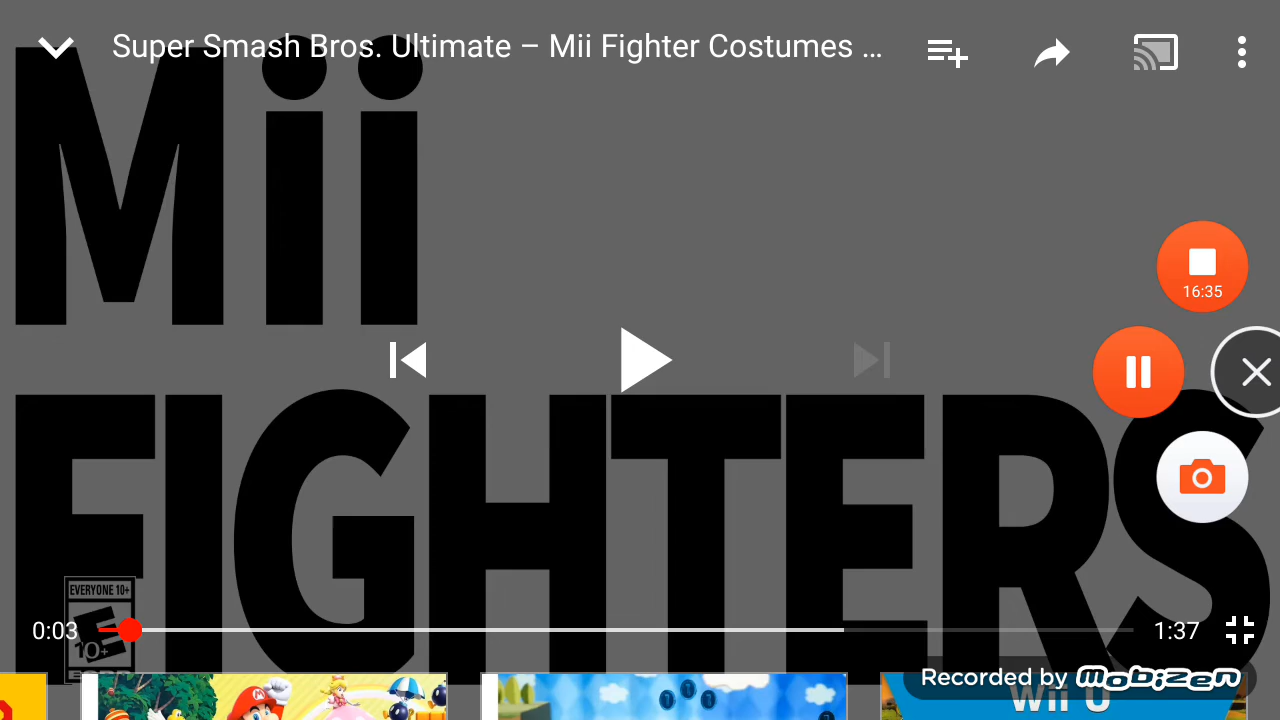 Super Smash Bros. Ultimate – Mii Fighter Costumes ...
Mii
16:35
FIGHTERS
EVERYONE 10+
E
10+
ESRB
0:03
1:37
Recorded by mobizen
Wii U